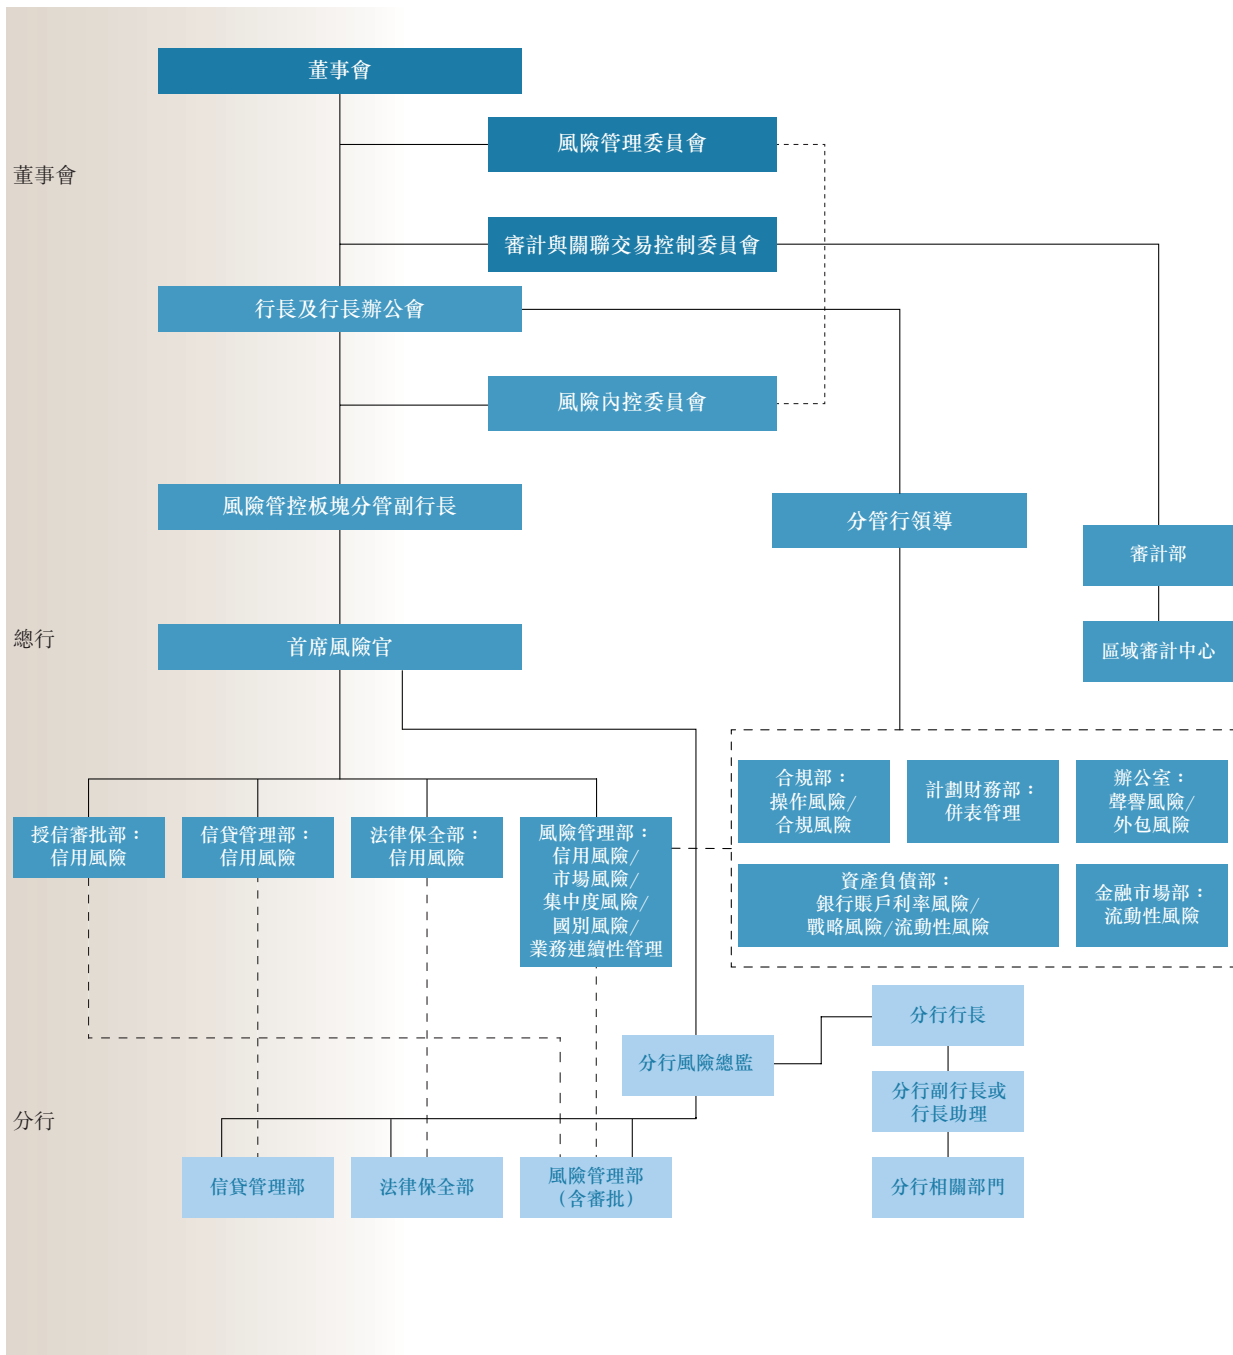 董事會
風險管理委員會
董事會
審計與關聯交易控制委員會
行長及行長辦公會
風險內控委員會
風險管控板塊分管副行長
分管行領導
審計部
總行
首席風險官
區域審計中心
合規部：
操作風險/
合規風險
計劃財務部：
併表管理
辦公室：
聲譽風險/
外包風險
授信審批部：
信用風險
信貸管理部：
信用風險
法律保全部：
信用風險
風險管理部：
信用風險/
市場風險/
集中度風險/
國別風險/
業務連續性管理
資產負債部：
銀行賬戶利率風險/
戰略風險/流動性風險
金融市場部：
流動性風險
分行行長
分行風險總監
分行副行長或
行長助理
分行
信貸管理部
法律保全部
風險管理部
（含審批）
分行相關部門